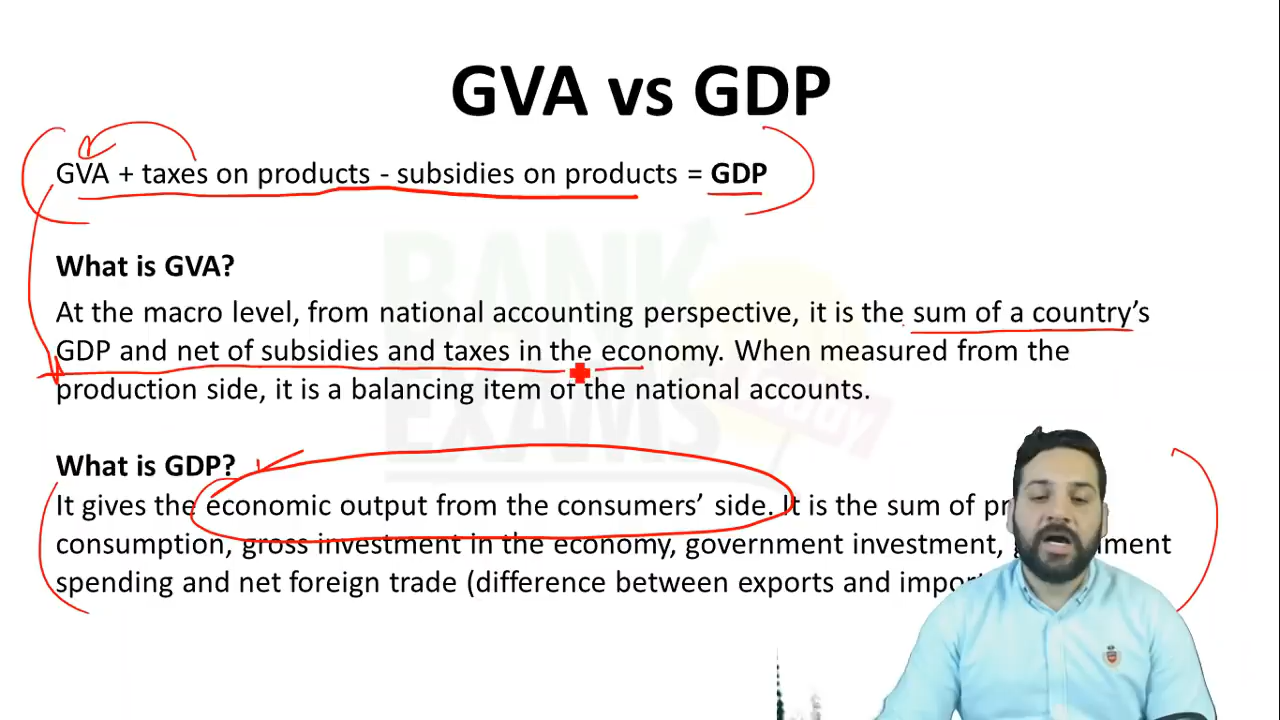 GVA vs GDP
GVA + taxes on products - subsidies on products = GDP
What is GVA?
At the macro level, from national accounting perspective, it is the sum of a country's
GDP and net of subsidies and taxes in the economy. When measured from the
production side, it is a balancing item of the national accounts.
What is GDP?
It gives the economic output from the consumers' side. It is the sum of
consumption, gross investment in the economy, government investment,
spending and net foreign trade (difference between exports and
BANK
EXAMS